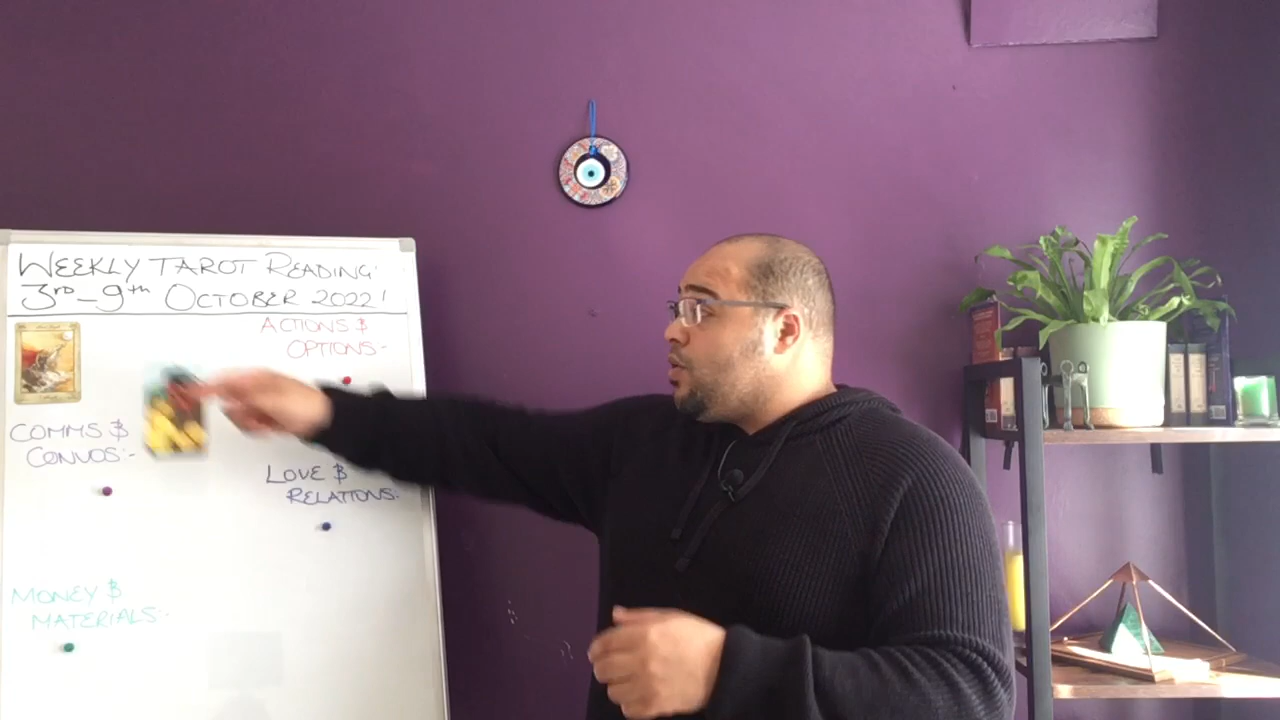 WEEKLY TAROT READING:
3RD - 9TH OCTOBER 2022!
ACTIONS &
OPTIONS:-
COMMS &
CONVOS:-
LOVE &
RELATIONS:-
MONEY &
MATERIALS:-